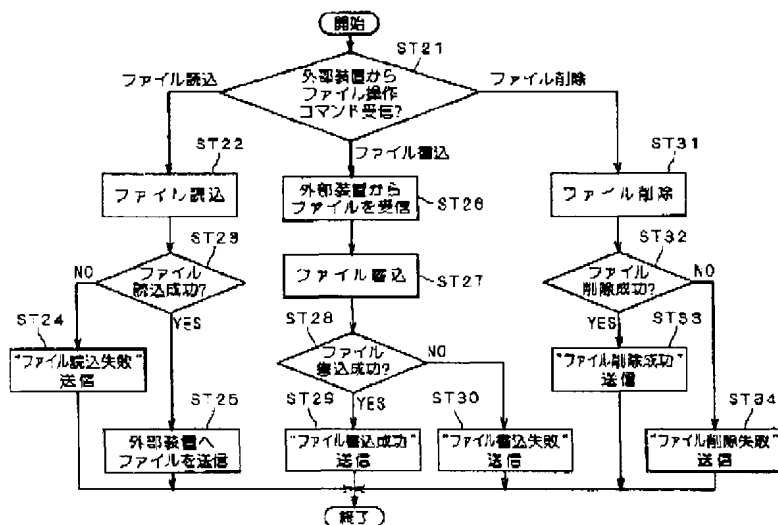 開始
ST21
外部装置から
ファイル操作
コマンド受信?
ファイル読込
ファイル削除
ファイル書込
ST22
ファイル読込
外部装置から
ファイルを受信
ST26
ST31
ファイル削除
ST23
ファイル
読込成功?
NO
YES
ファイル書込
ST27
ST32
ファイル
削除成功?
NO
YES
ST24
"ファイル読込失敗"
送信
ST28
ファイル
書込成功?
NO
YES
ST33
"ファイル削除成功"
送信
ST25
外部装置へ
ファイルを送信
ST29
"ファイル書込成功"
送信
ST30
"ファイル書込失敗"
送信
ST34
"ファイル削除失敗"
送信
終了